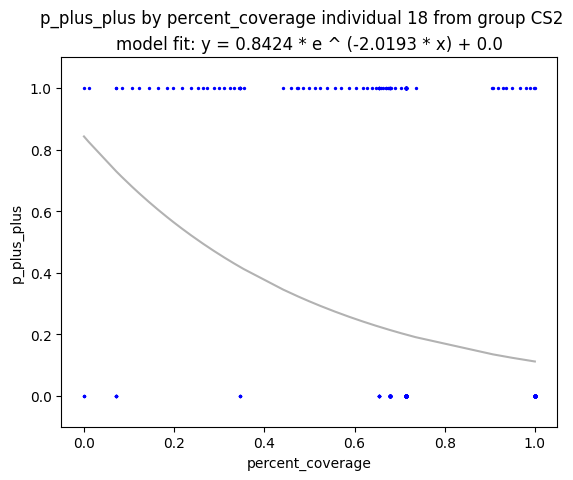 p_plus_plus by percent_coverage individual 18 from group CS2
model fit: y = 0.8424 * e ^ (-2.0193 * x) + 0.0
1.0
0.8
0.6
0.4
0.2
0.0
p_plus_plus
0.0 0.2 0.4 0.6 0.8 1.0
percent_coverage